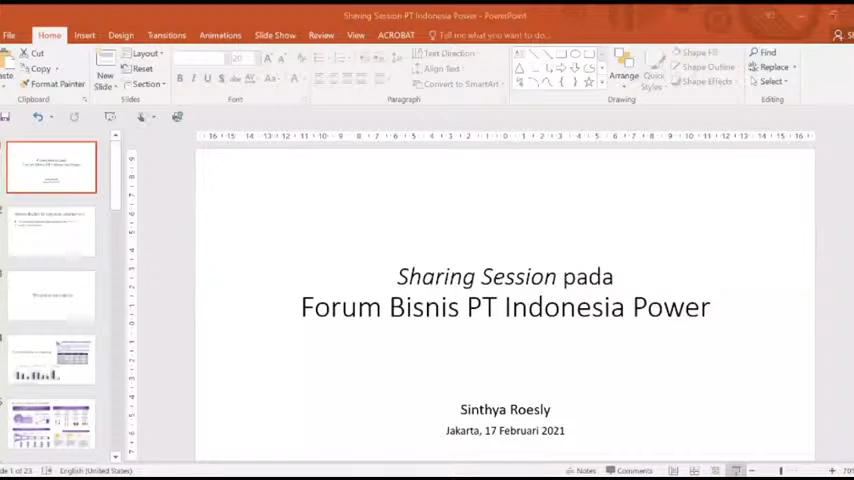 Sharing Session PT Indonesia Power - PowerPoint
File Home Insert Design Transitions Animations Slide Show Review View ACROBAT Tell me what you want to do...
Cut
Copy
Format Painter
Clipboard
New
Slide
Layout
Reset
Section
Slides
20
Font
Paragraph
Text Direction
Align Text
Convert to SmartArt
Arrange
Quick
Styles
Shape Fill
Shape Outline
Shape Effects
Drawing
Find
Replace
Select
Editing
Sharing Session pada
Forum Bisnis PT Indonesia Power
Sinthya Roesly
Jakarta, 17 Februari 2021
1 of 23 English (United States) Notes Comments